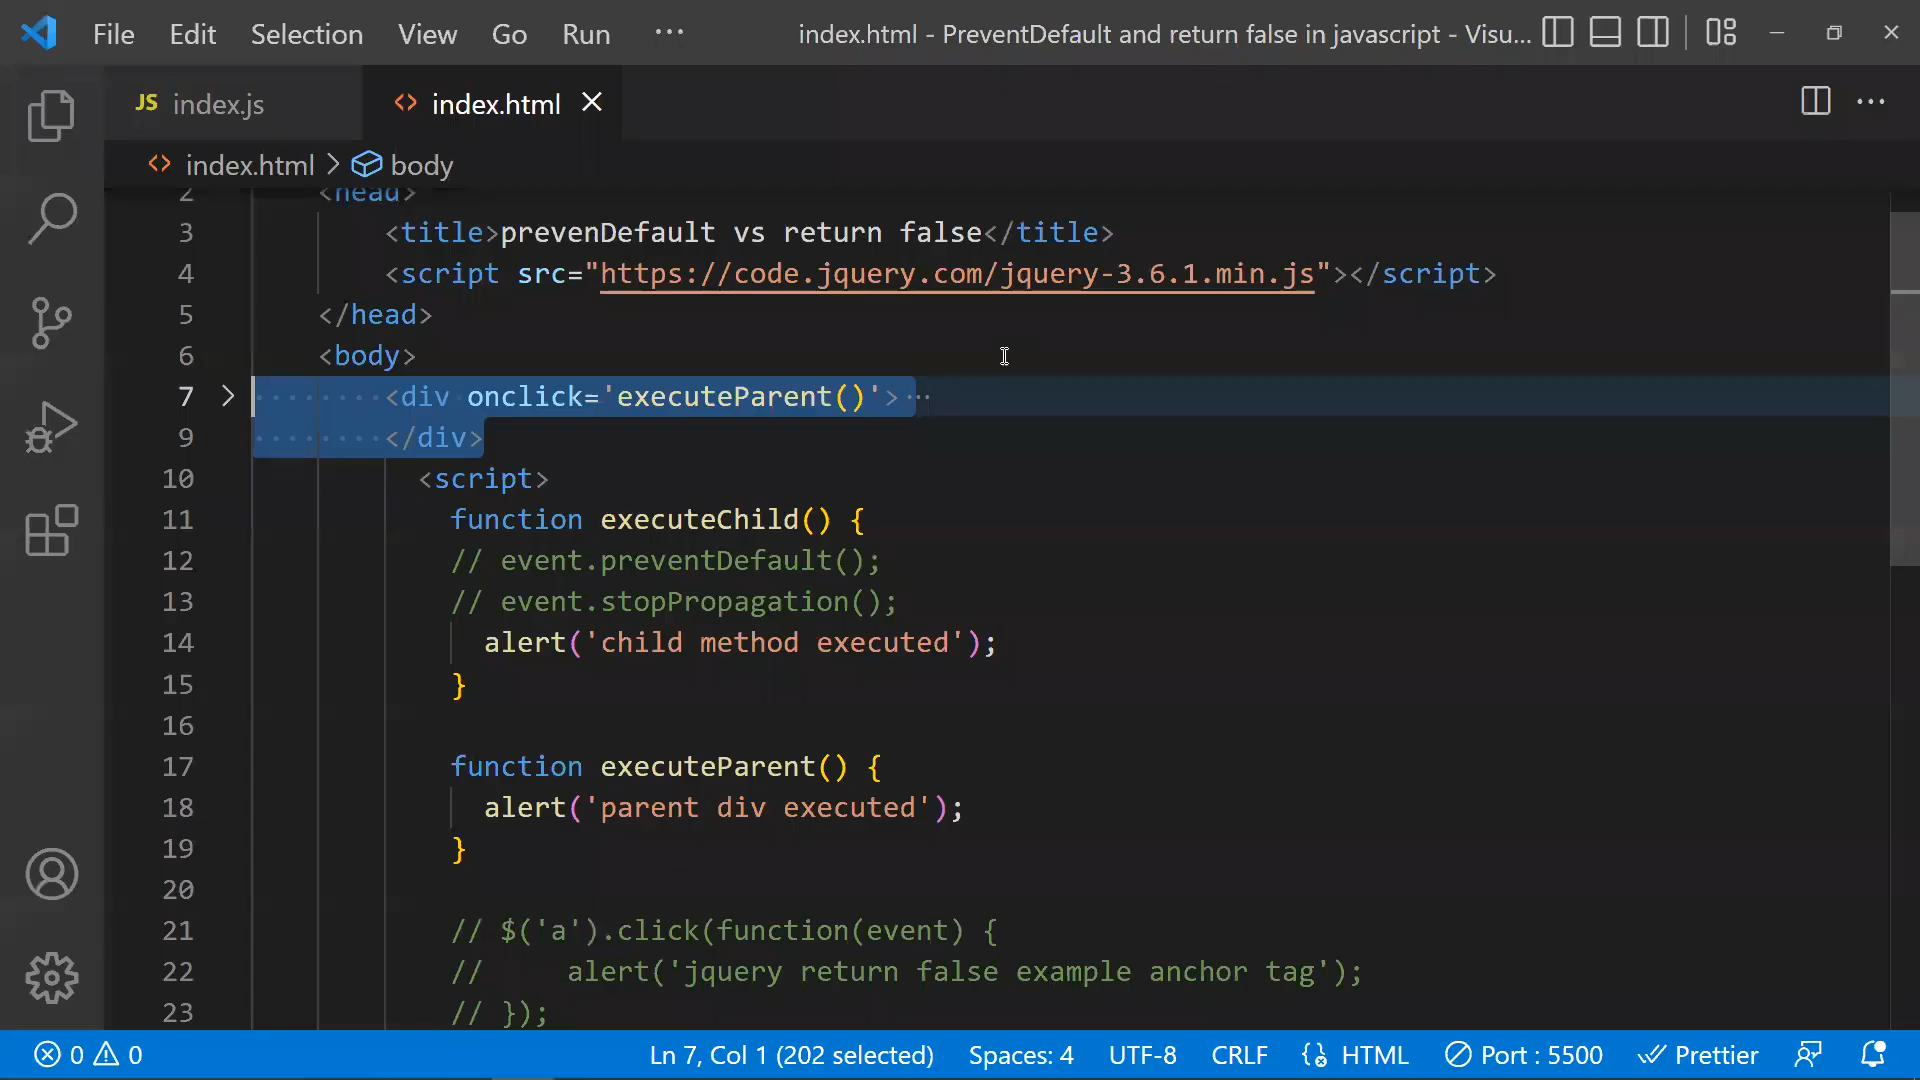 File Edit Selection View Go Run ··· index.html - PreventDefault and return false in javascript - Visu...
JS index.js <> index.html
<> index.html > body
2 <head>
3 <title>prevenDefault vs return false</title>
4 <script src="https://code.jquery.com/jquery-3.6.1.min.js"></script>
5 </head>
6 <body>
7 <div onclick='executeParent()'>···
9 </div>
10 <script>
11 function executeChild() {
12 // event.preventDefault();
13 // event.stopPropagation();
14 alert('child method executed');
15 }
16
17 function executeParent() {
18 alert('parent div executed');
19 }
20
21 // $('a').click(function(event) {
22 //     alert('jquery return false example anchor tag');
23 // });
0 0 Ln 7, Col 1 (202 selected) Spaces: 4 UTF-8 CRLF HTML Port : 5500 Prettier